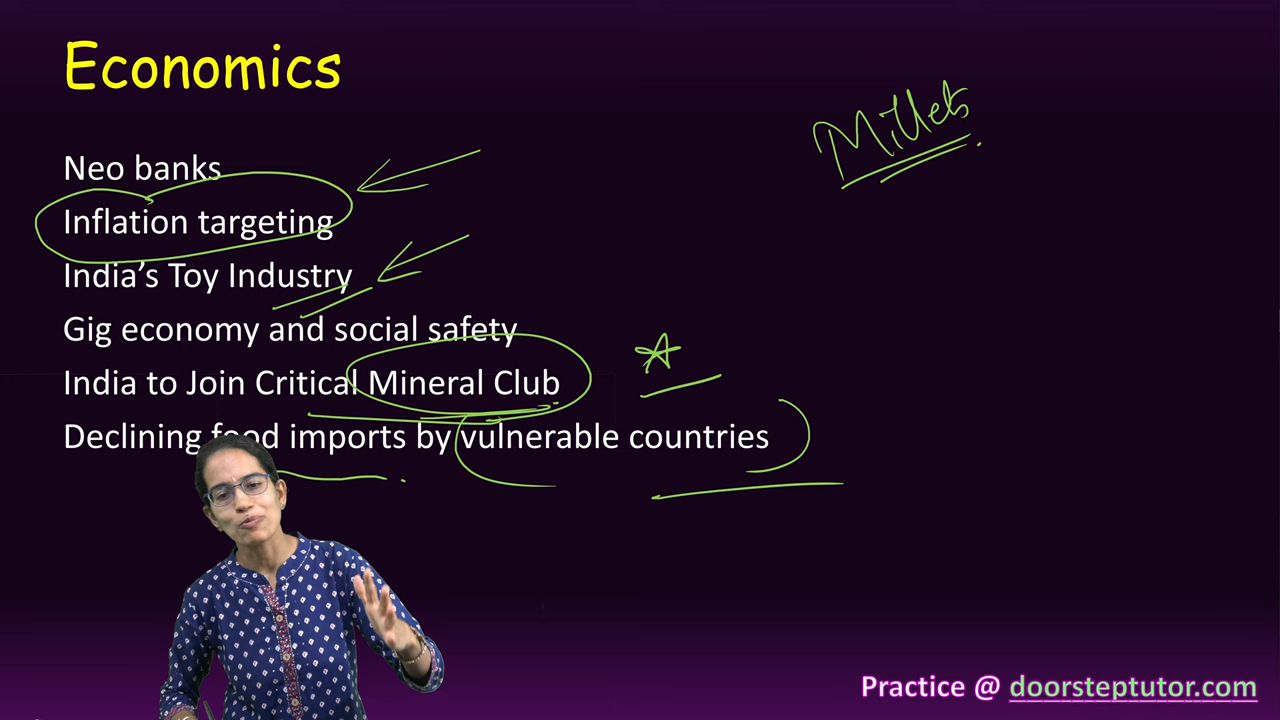 Economics
Millets
Neo banks
Inflation targeting
India’s Toy Industry
Gig economy and social safety
India to Join Critical Mineral Club
Declining food imports by vulnerable countries
Practice @ doorsteptutor.com